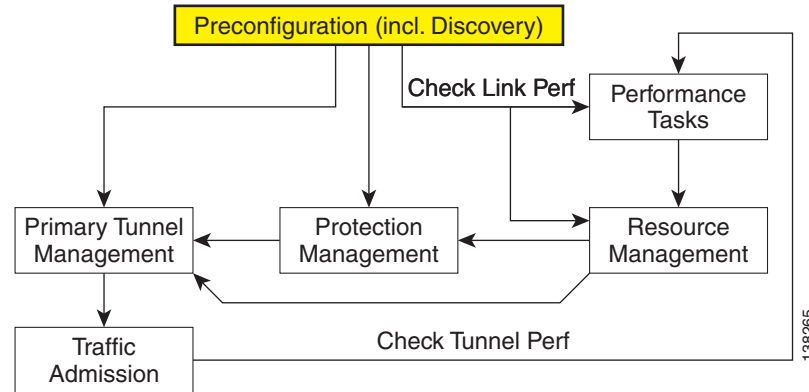 Preconfiguration (incl. Discovery)
Check Link Perf
Performance
Tasks
Primary Tunnel
Management
Protection
Management
Resource
Management
Traffic
Admission
Check Tunnel Perf
138265